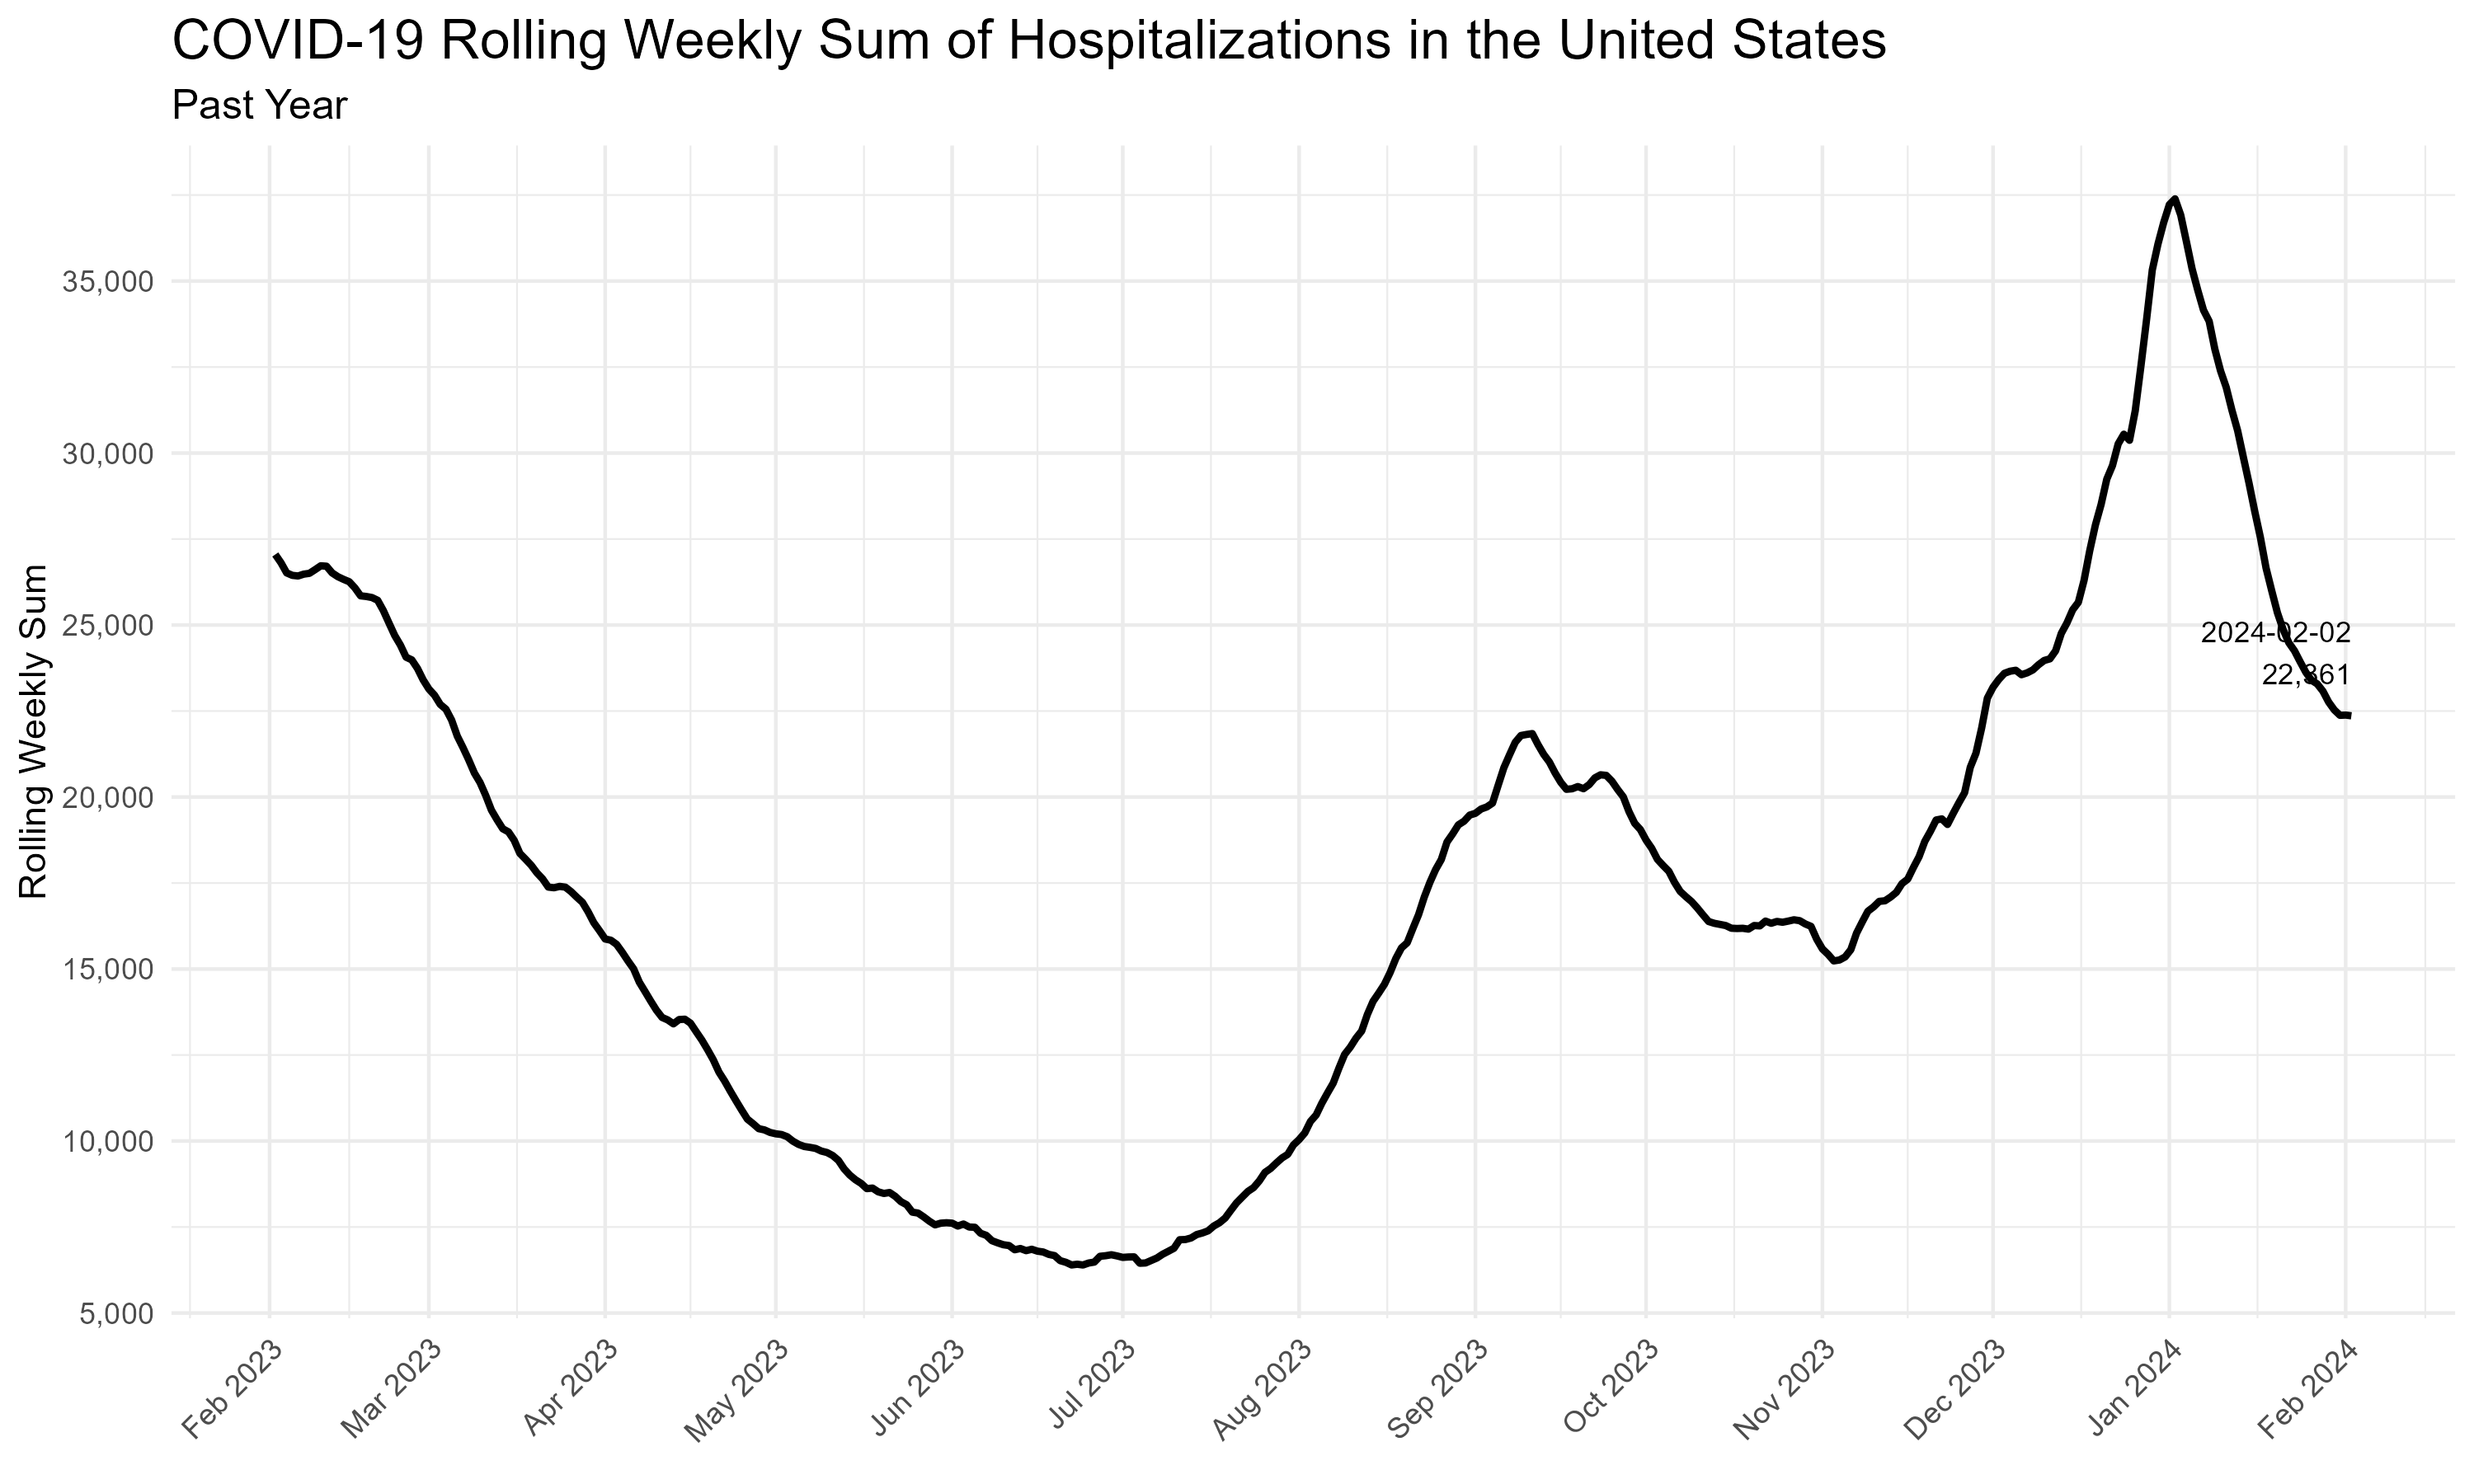 COVID-19 Rolling Weekly Sum of Hospitalizations in the United States
Past Year
Rolling Weekly Sum
35,000
30,000
25,000
20,000
15,000
10,000
5,000
2024-02-02
22,361
Feb 2023
Mar 2023
Apr 2023
May 2023
Jun 2023
Jul 2023
Aug 2023
Sep 2023
Oct 2023
Nov 2023
Dec 2023
Jan 2024
Feb 2024